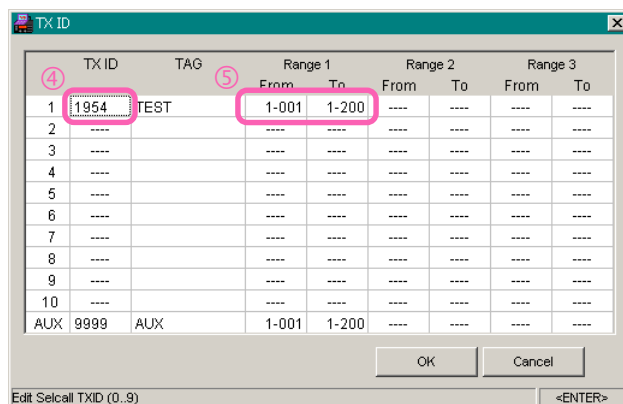 TX ID
TX ID TAG Range 1 Range 2 Range 3
④ ⑤ From To From To From To
1 1954 TEST 1-001 1-200 ---- ---- ---- ----
2 ---- ---- ---- ---- ---- ---- ----
3 ---- ---- ---- ---- ---- ---- ----
4 ---- ---- ---- ---- ---- ---- ----
5 ---- ---- ---- ---- ---- ---- ----
6 ---- ---- ---- ---- ---- ---- ----
7 ---- ---- ---- ---- ---- ---- ----
8 ---- ---- ---- ---- ---- ---- ----
9 ---- ---- ---- ---- ---- ---- ----
10 ---- ---- ---- ---- ---- ---- ----
AUX 9999 AUX 1-001 1-200 ---- ---- ---- ----
OK Cancel
Edit Selcall TXID (0..9) <ENTER>